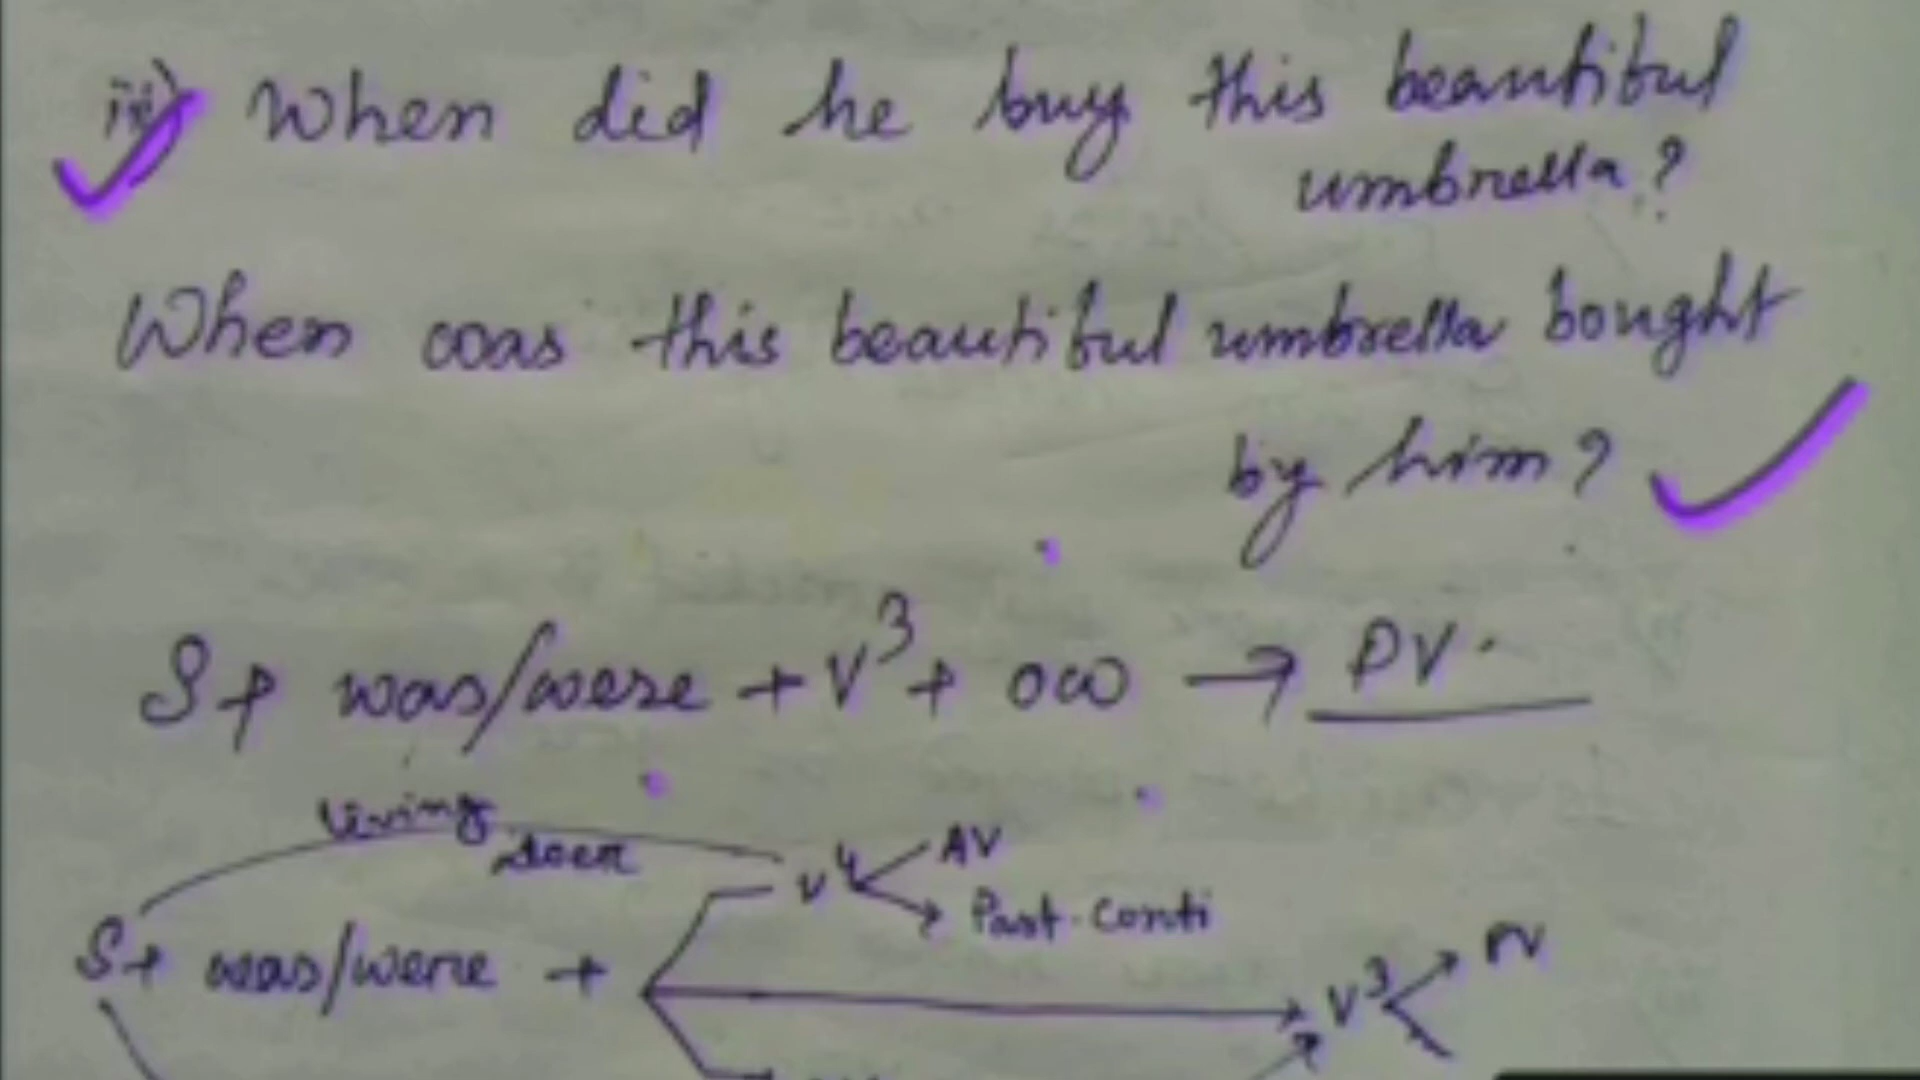 iii) When did he buy this beautiful
umbrella?
When was this beautiful umbrella bought
by him?
S + was/were + V³ + OW → PV.
living
doer
V⁴ AV
→ Past-Conti
S+ was/were + → V³ → PV